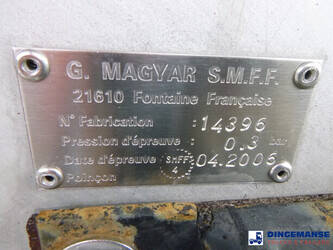 G. MAGYAR S.M.F.F.
21610 Fontaine Française
N° Fabrication : 14396
Pression d'épreuve : 0.3 bar
Date d'épreuve SMFF 4 04.2006
Poinçon
DINGEMANSE